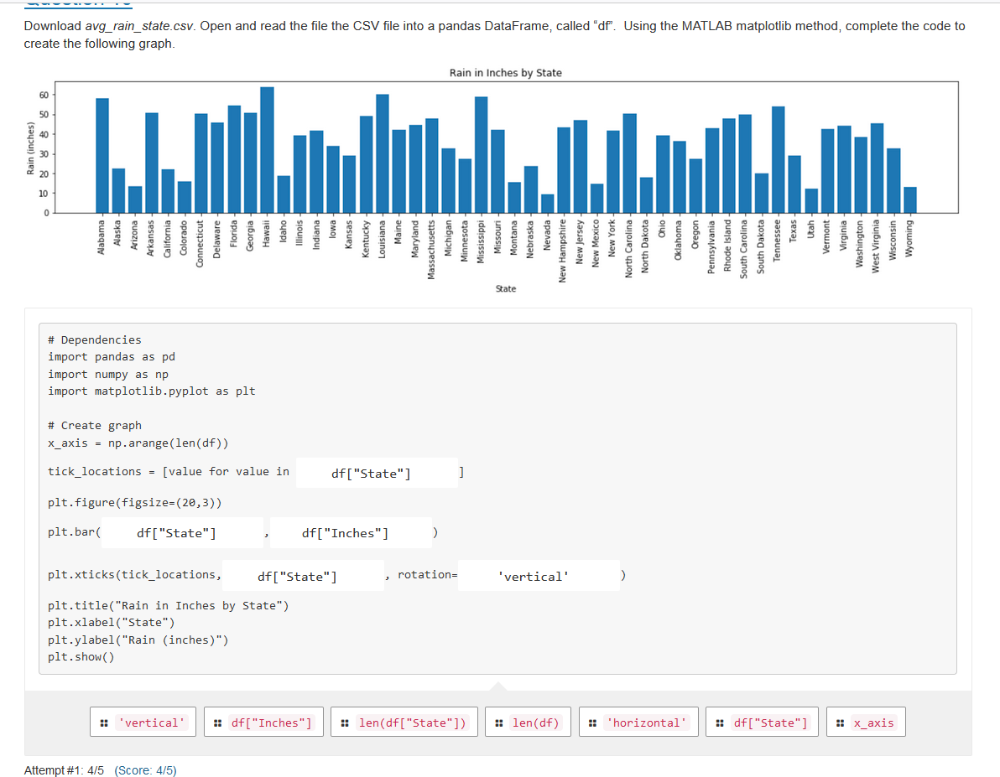 Download avg_rain_state.csv. Open and read the file the CSV file into a pandas DataFrame, called “df”. Using the MATLAB matplotlib method, complete the code to
create the following graph.
Rain in Inches by State
60
50
40
30
20
10
0
Rain (inches)
Alabama
Alaska
Arizona
Arkansas
California
Colorado
Connecticut
Delaware
Florida
Georgia
Hawaii
Idaho
Illinois
Indiana
Iowa
Kansas
Kentucky
Louisiana
Maine
Maryland
Massachusetts
Michigan
Minnesota
Mississippi
Missouri
Montana
Nebraska
Nevada
New Hampshire
New Jersey
New Mexico
New York
North Carolina
North Dakota
Ohio
Oklahoma
Oregon
Pennsylvania
Rhode Island
South Carolina
South Dakota
Tennessee
Texas
Utah
Vermont
Virginia
Washington
West Virginia
Wisconsin
Wyoming
State
# Dependencies
import pandas as pd
import numpy as np
import matplotlib.pyplot as plt
# Create graph
x_axis = np.arange(len(df))
tick_locations = [value for value in df["State"] ]
plt.figure(figsize=(20,3))
plt.bar( df["State"] , df["Inches"] )
plt.xticks(tick_locations, df["State"] , rotation= 'vertical' )
plt.title("Rain in Inches by State")
plt.xlabel("State")
plt.ylabel("Rain (inches)")
plt.show()
'vertical' df["Inches"] len(df["State"]) len(df) 'horizontal' df["State"] x_axis
Attempt #1: 4/5 (Score: 4/5)